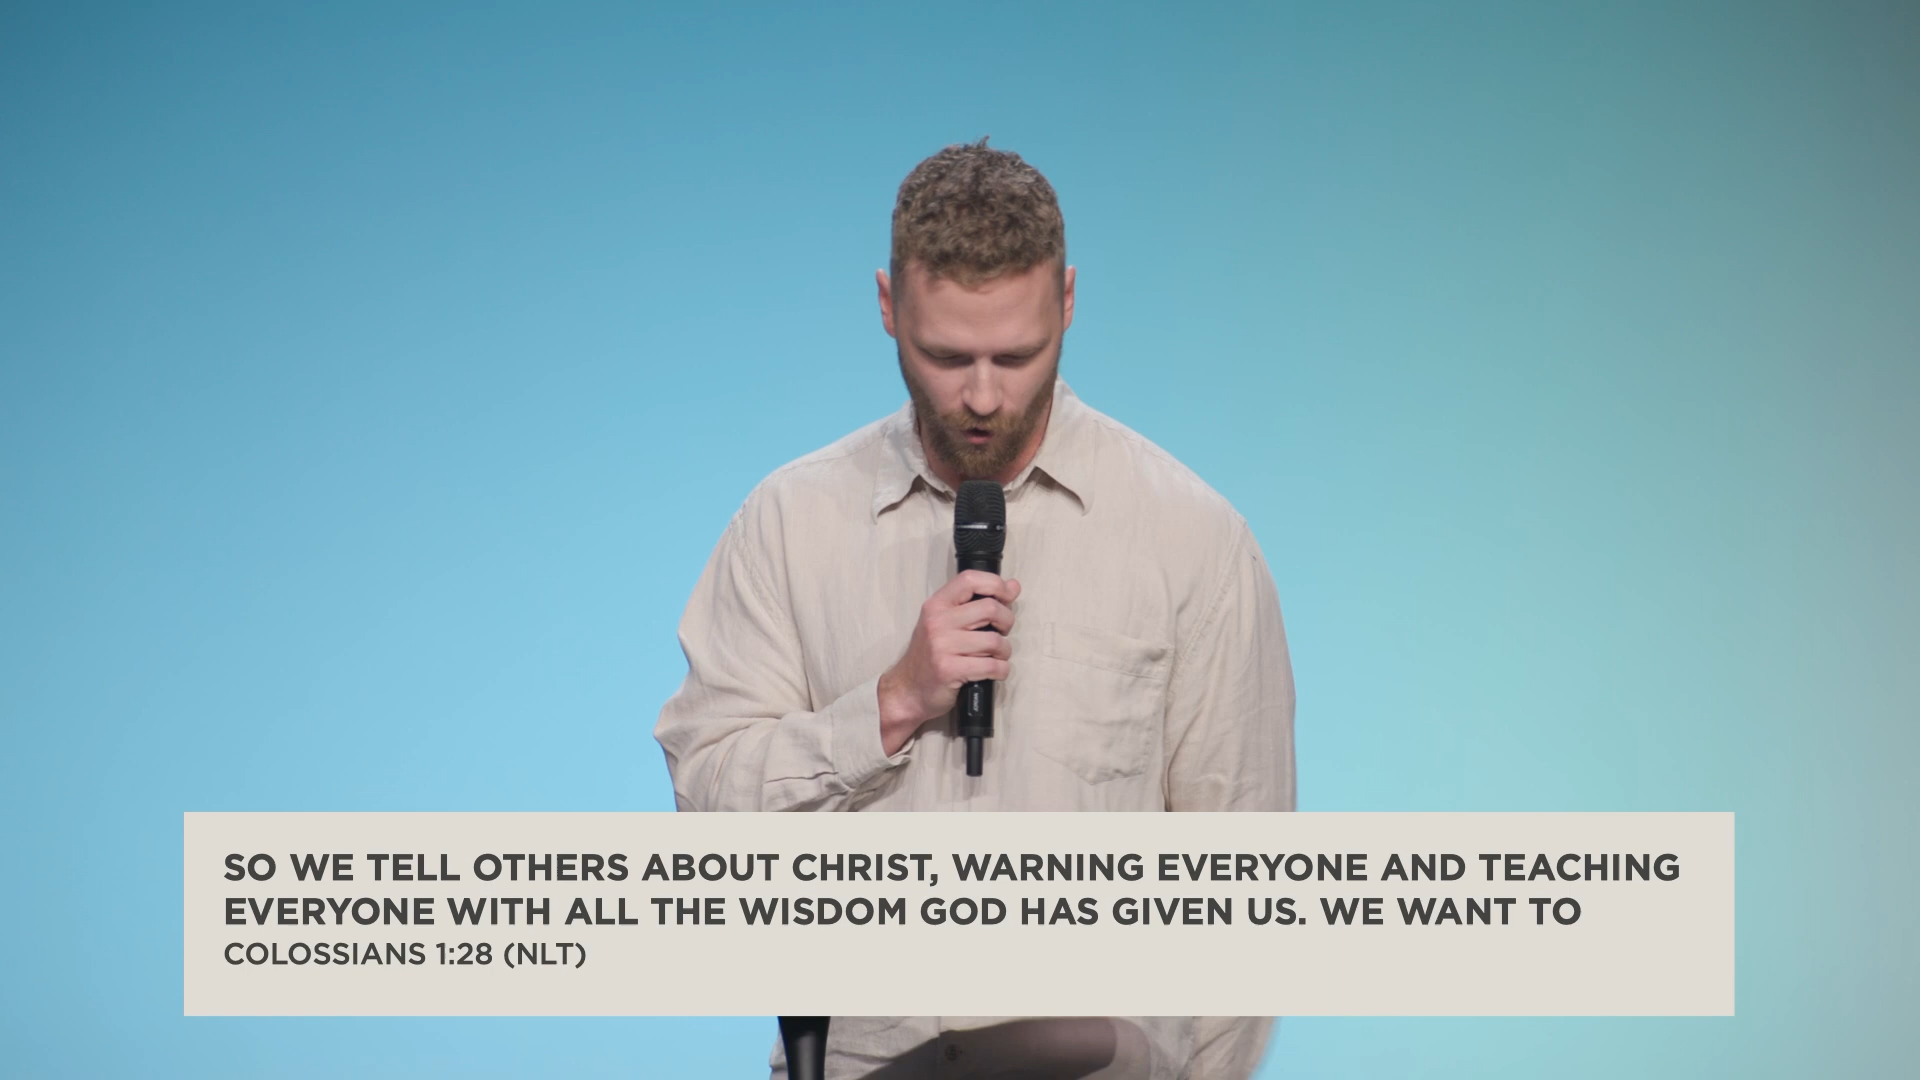 SO WE TELL OTHERS ABOUT CHRIST, WARNING EVERYONE AND TEACHING
EVERYONE WITH ALL THE WISDOM GOD HAS GIVEN US. WE WANT TO
COLOSSIANS 1:28 (NLT)